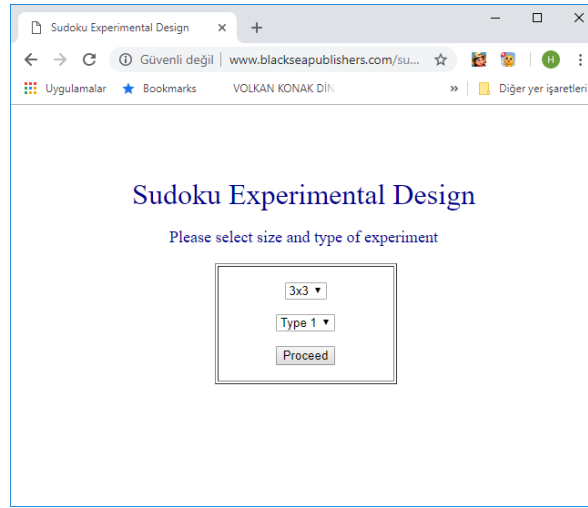 Sudoku Experimental Design
Güvenli değil | www.blackseapublishers.com/su...
H
Uygulamalar
Bookmarks
VOLKAN KONAK DİN
»
Diğer yer işaretleri
Sudoku Experimental Design
Please select size and type of experiment
3x3
Type 1
Proceed